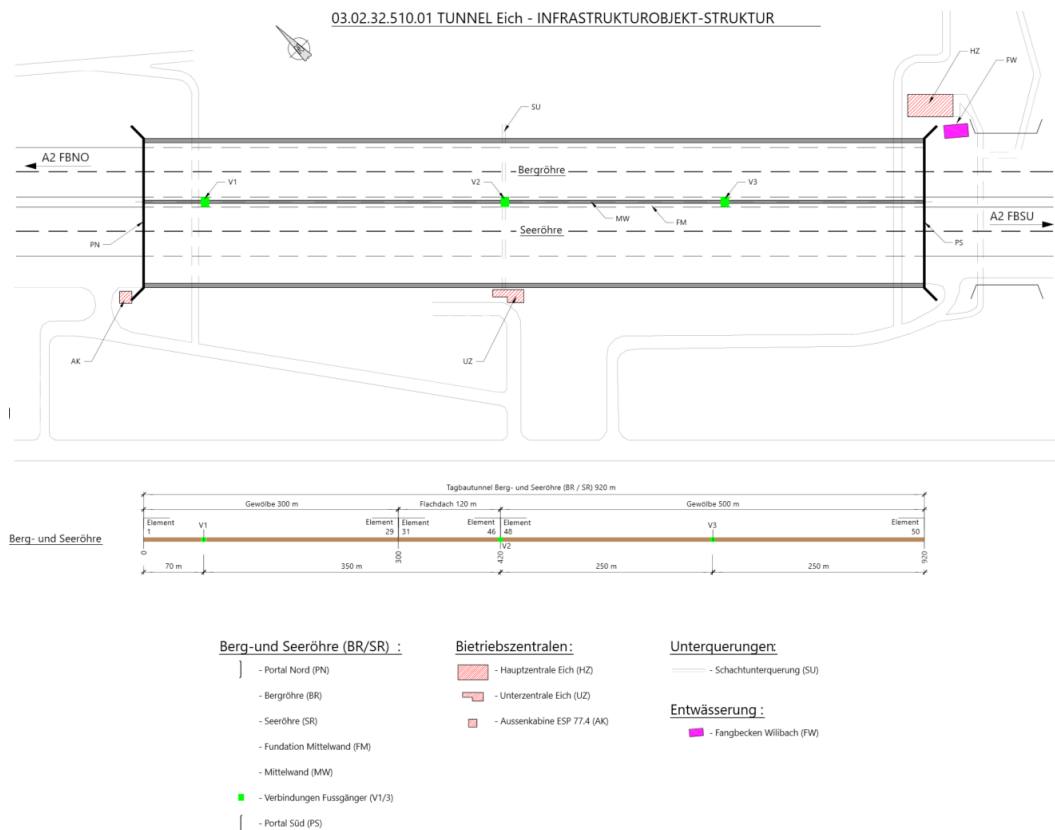 03.02.32.510.01 TUNNEL Eich - INFRASTRUKTUROBJEKT-STRUKTUR
HZ
FW
SU
A2 FBNO
Bergröhre
V1
V2
V3
MW
FM
A2 FBSU
Seeröhre
PN
PS
AK
UZ
Tagbautunnel Berg- und Seeröhre (BR / SR) 920 m
Gewölbe 300 m
Flachdach 120 m
Gewölbe 500 m
Element
1
V1
Element
29
Element
31
Element
46
Element
48
V3
Element
50
Berg- und Seeröhre
V2
0
300
420
920
70 m
350 m
250 m
250 m
Berg-und Seeröhre (BR/SR) :
- Portal Nord (PN)
- Bergröhre (BR)
- Seeröhre (SR)
- Fundation Mittelwand (FM)
- Mittelwand (MW)
- Verbindungen Fussgänger (V1/3)
- Portal Süd (PS)
Bietriebszentralen:
- Hauptzentrale Eich (HZ)
- Unterzentrale Eich (UZ)
- Aussenkabine ESP 77.4 (AK)
Unterquerungen:
- Schachtunterquerung (SU)
Entwässerung :
- Fangbecken Wilibach (FW)